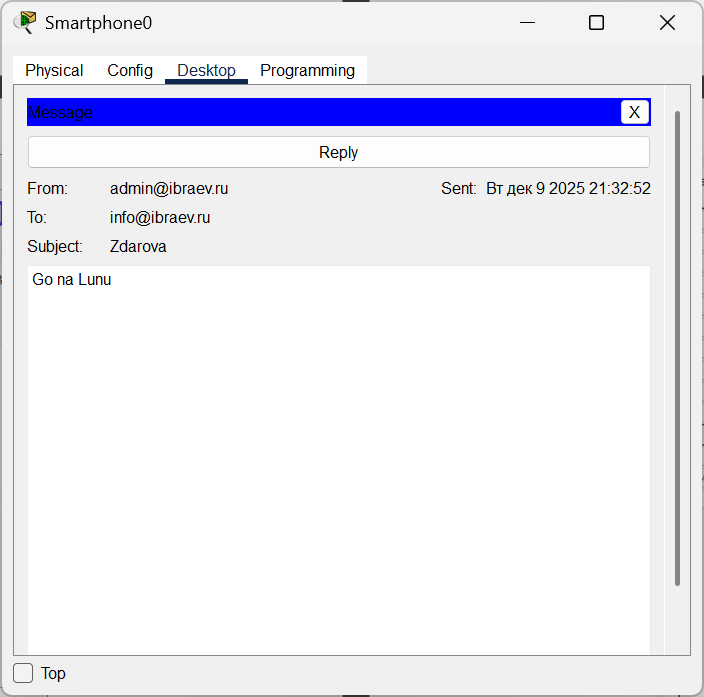 Smartphone0
Physical Config Desktop Programming
Message X
Reply
From: admin@ibraev.ru Sent: Вт дек 9 2025 21:32:52
To: info@ibraev.ru
Subject: Zdarova
Go na Lunu
Top